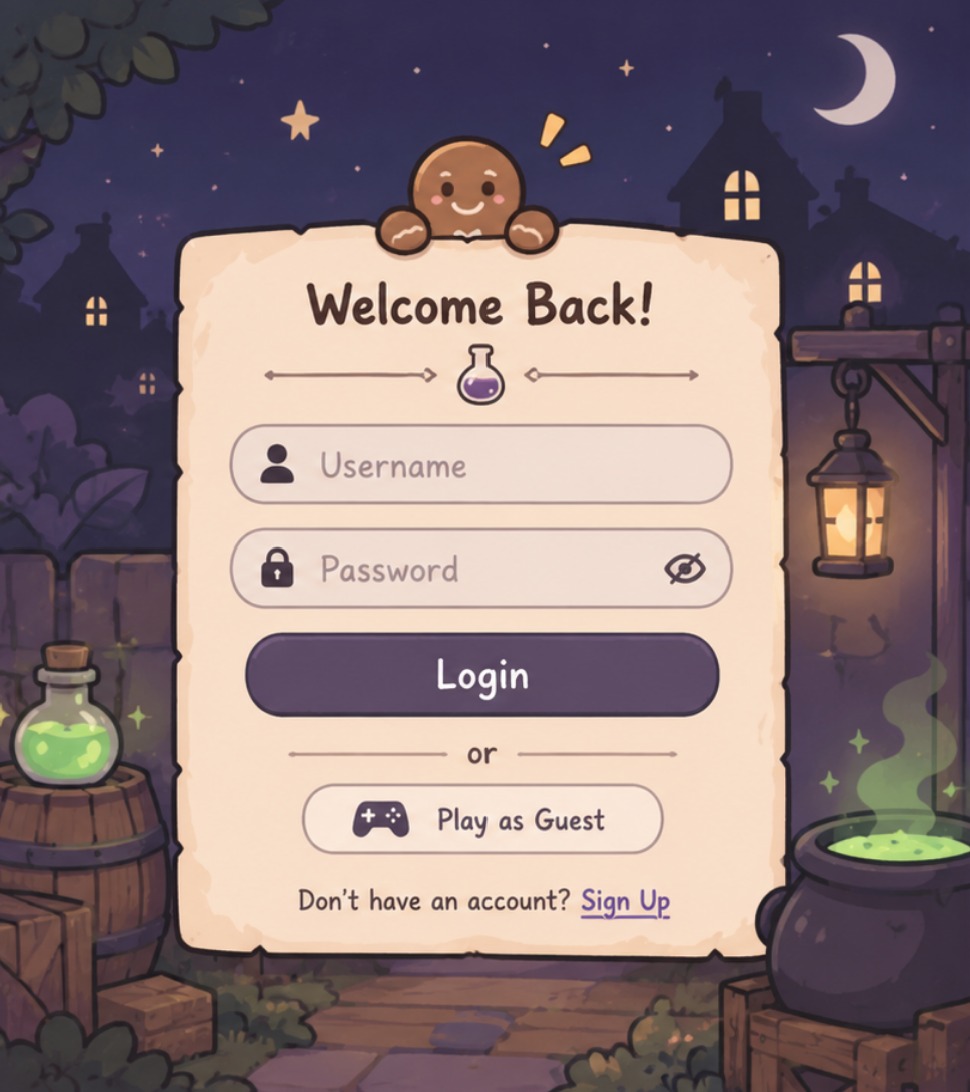 Welcome Back!
Username
Password
Login
or
Play as Guest
Don't have an account? Sign Up